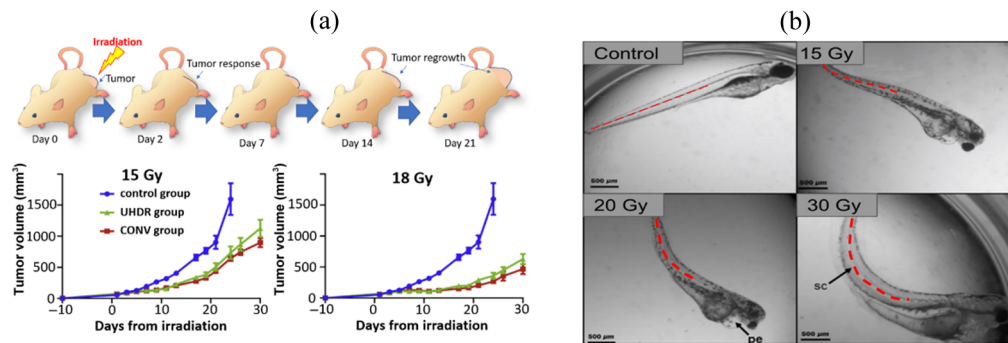 (a)
Irradiation
Tumor
Tumor response
Tumor regrowth
Day 0
Day 2
Day 7
Day 14
Day 21
15 Gy
control group
UHDR group
CONV group
Tumor volume (mm³)
1500
1000
500
0
−10 0 10 20 30
Days from irradiation
18 Gy
Tumor volume (mm³)
1500
1000
500
0
−10 0 10 20 30
Days from irradiation
(b)
Control
500 µm
15 Gy
500 µm
20 Gy
pe
500 µm
30 Gy
sc
500 µm